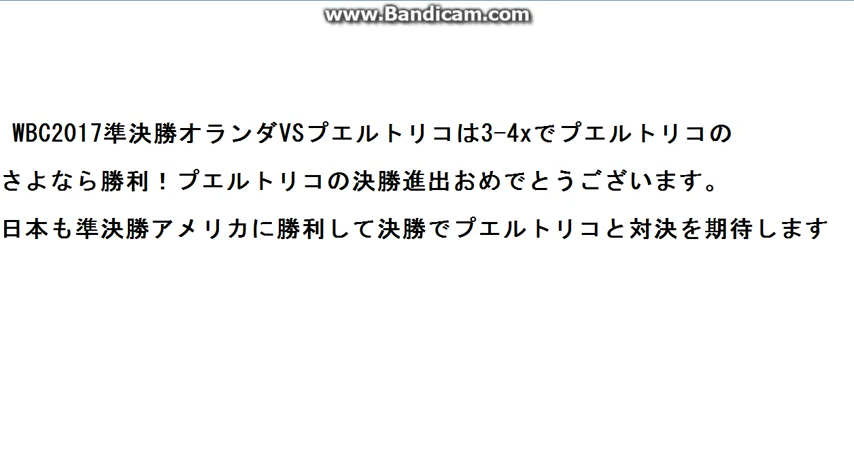 www.Bandicam.com
WBC2017準決勝オランダVSプエルトリコは3-4xでプエルトリコの
さよなら勝利！プエルトリコの決勝進出おめでとうございます。
日本も準決勝アメリカに勝利して決勝でプエルトリコと対決を期待します